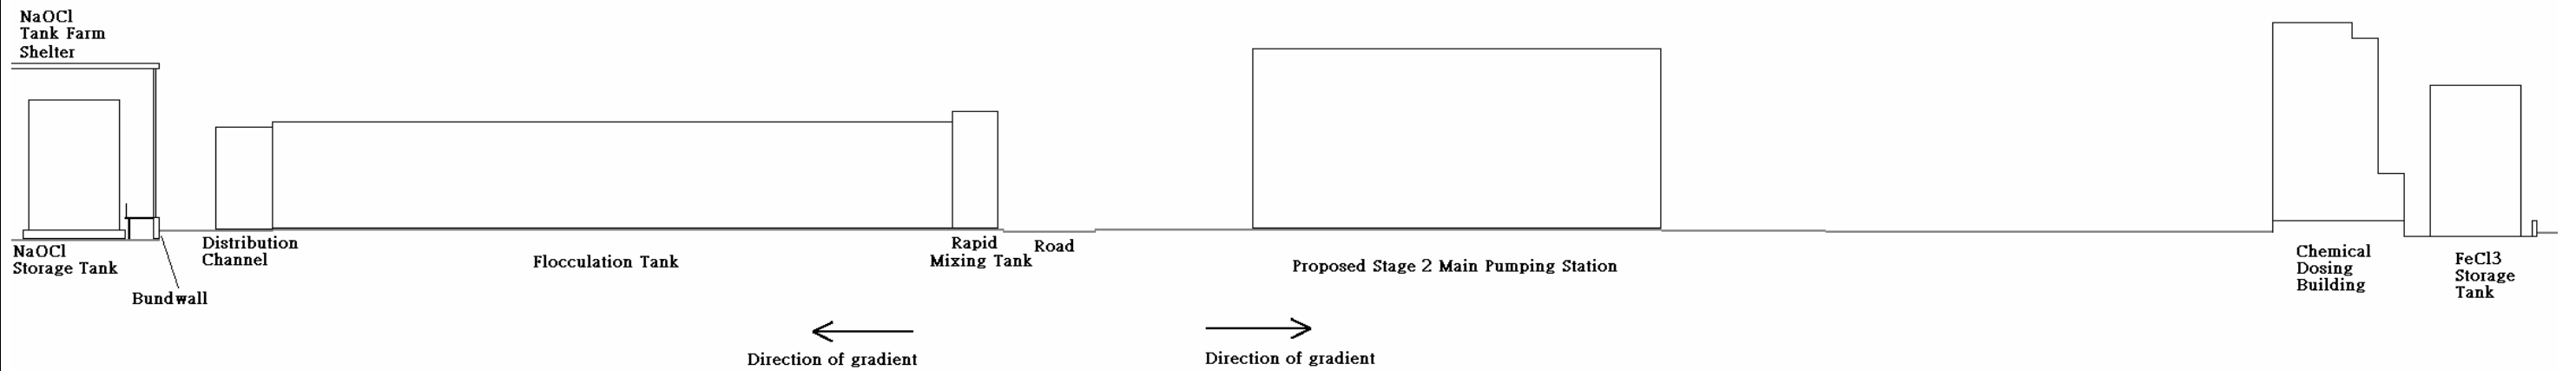 NaOCl
Tank Farm
Shelter
NaOCl
Storage Tank
Bundwall
Distribution
Channel
Flocculation Tank
Rapid
Mixing Tank
Road
Proposed Stage 2 Main Pumping Station
Chemical
Dosing
Building
FeCl3
Storage
Tank
Direction of gradient
Direction of gradient